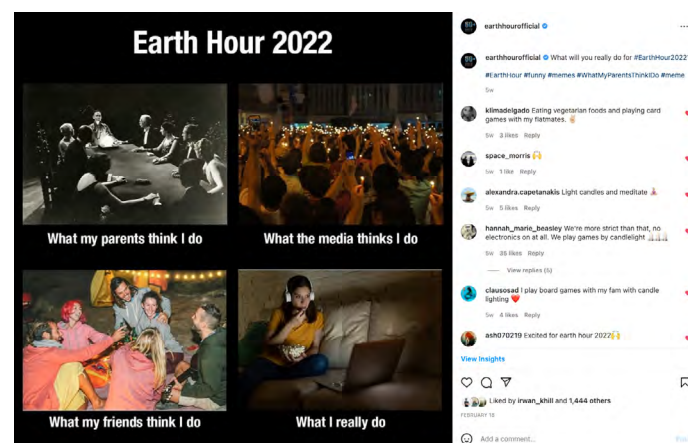 Earth Hour 2022
What my parents think I do
What the media thinks I do
What my friends think I do
What I really do
earthhourofficial
earthhourofficial What will you really do for #EarthHour2022?
#EarthHour #funny #memes #WhatMyParentsThinkIDo #meme
5w
klimadelgado Eating vegetarian foods and playing card
games with my flatmates. ✌🏻
5w 3 likes Reply
space_morris 🙌
5w 1 like Reply
alexandra.capetanakis Light candles and meditate 🧘
5w 5 likes Reply
hannah_marie_beasley We're more strict than that, no
electronics on at all. We play games by candlelight 🕯️🕯️🕯️
5w 35 likes Reply
View replies (5)
clausosad I play board games with my fam with candle
lighting ❤️
5w 4 likes Reply
ash070219 Excited for earth hour 2022🙌
View Insights
Liked by irwan_khill and 1,444 others
FEBRUARY 18
Add a comment...